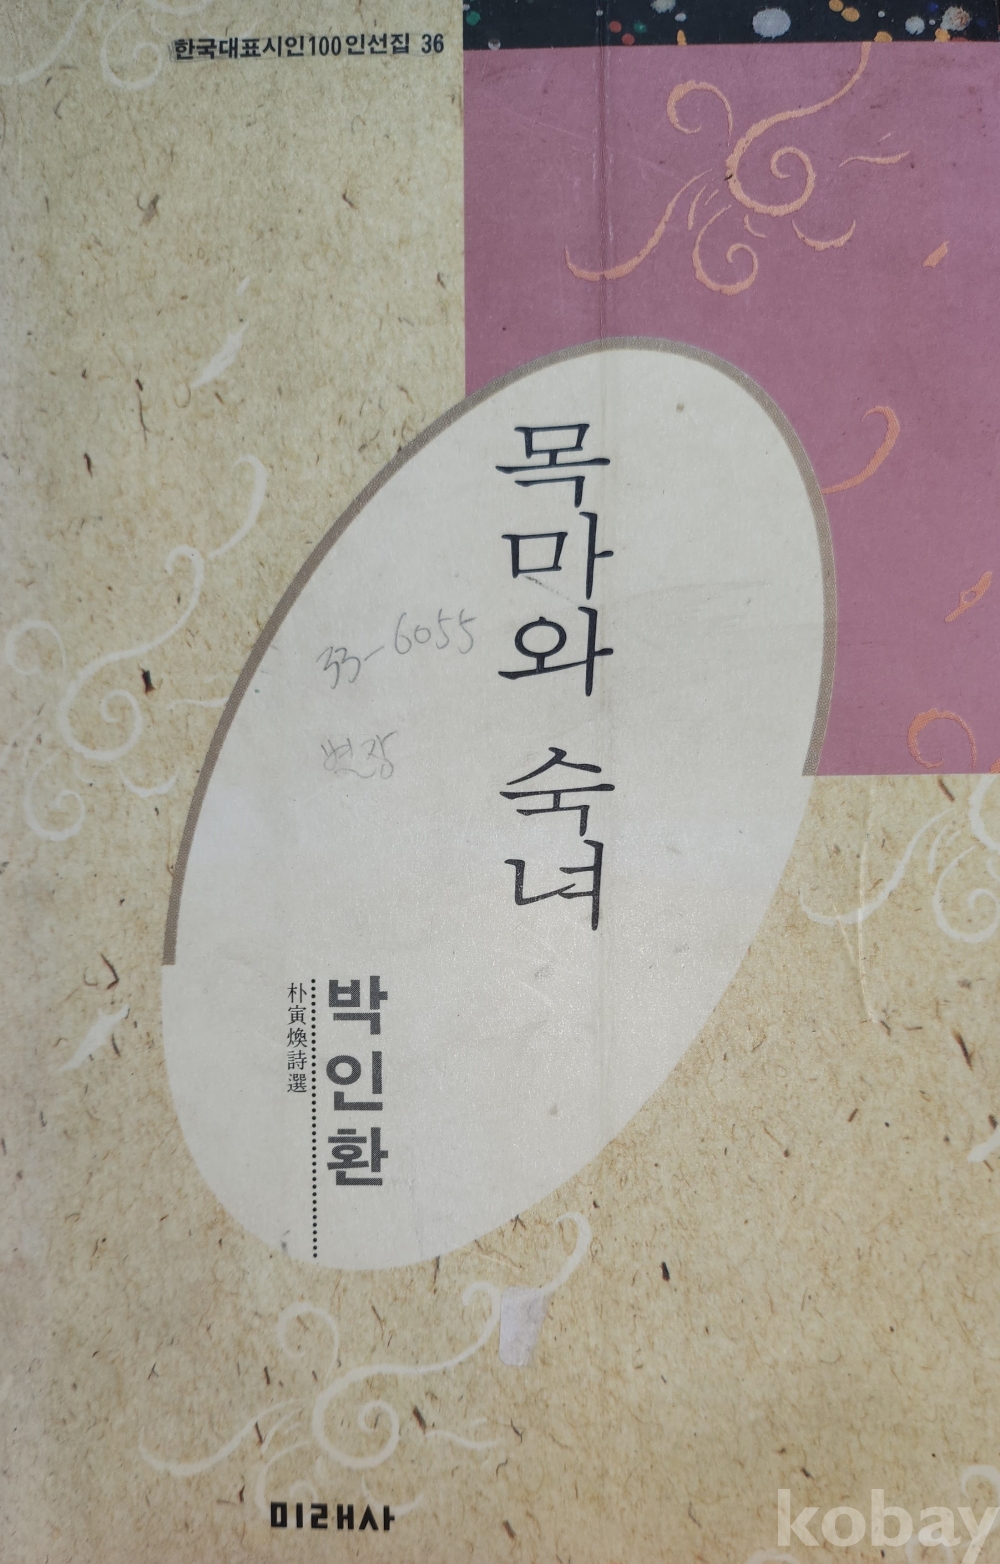 한국대표시인100인선집 36
목마와 숙녀
53-6055
박인환
朴寅煥詩選
미래사
kobay